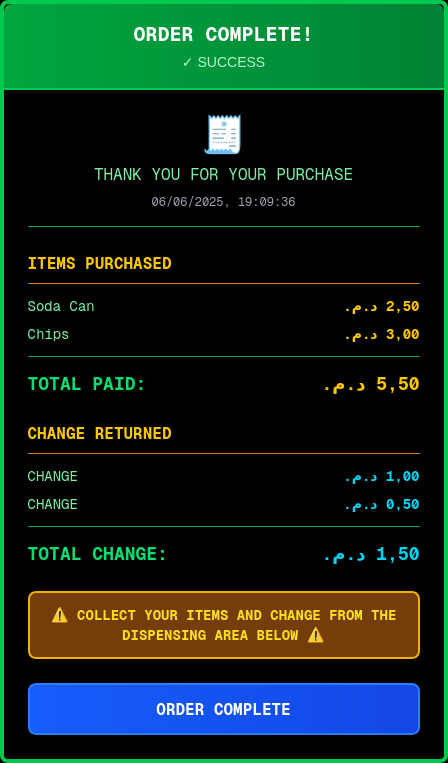 ORDER COMPLETE!
✓ SUCCESS
THANK YOU FOR YOUR PURCHASE
06/06/2025, 19:09:36
ITEMS PURCHASED
Soda Can د.م. 2,50
Chips د.م. 3,00
TOTAL PAID: د.م. 5,50
CHANGE RETURNED
CHANGE د.م. 1,00
CHANGE د.م. 0,50
TOTAL CHANGE: د.م. 1,50
⚠️ COLLECT YOUR ITEMS AND CHANGE FROM THE
DISPENSING AREA BELOW ⚠️
ORDER COMPLETE